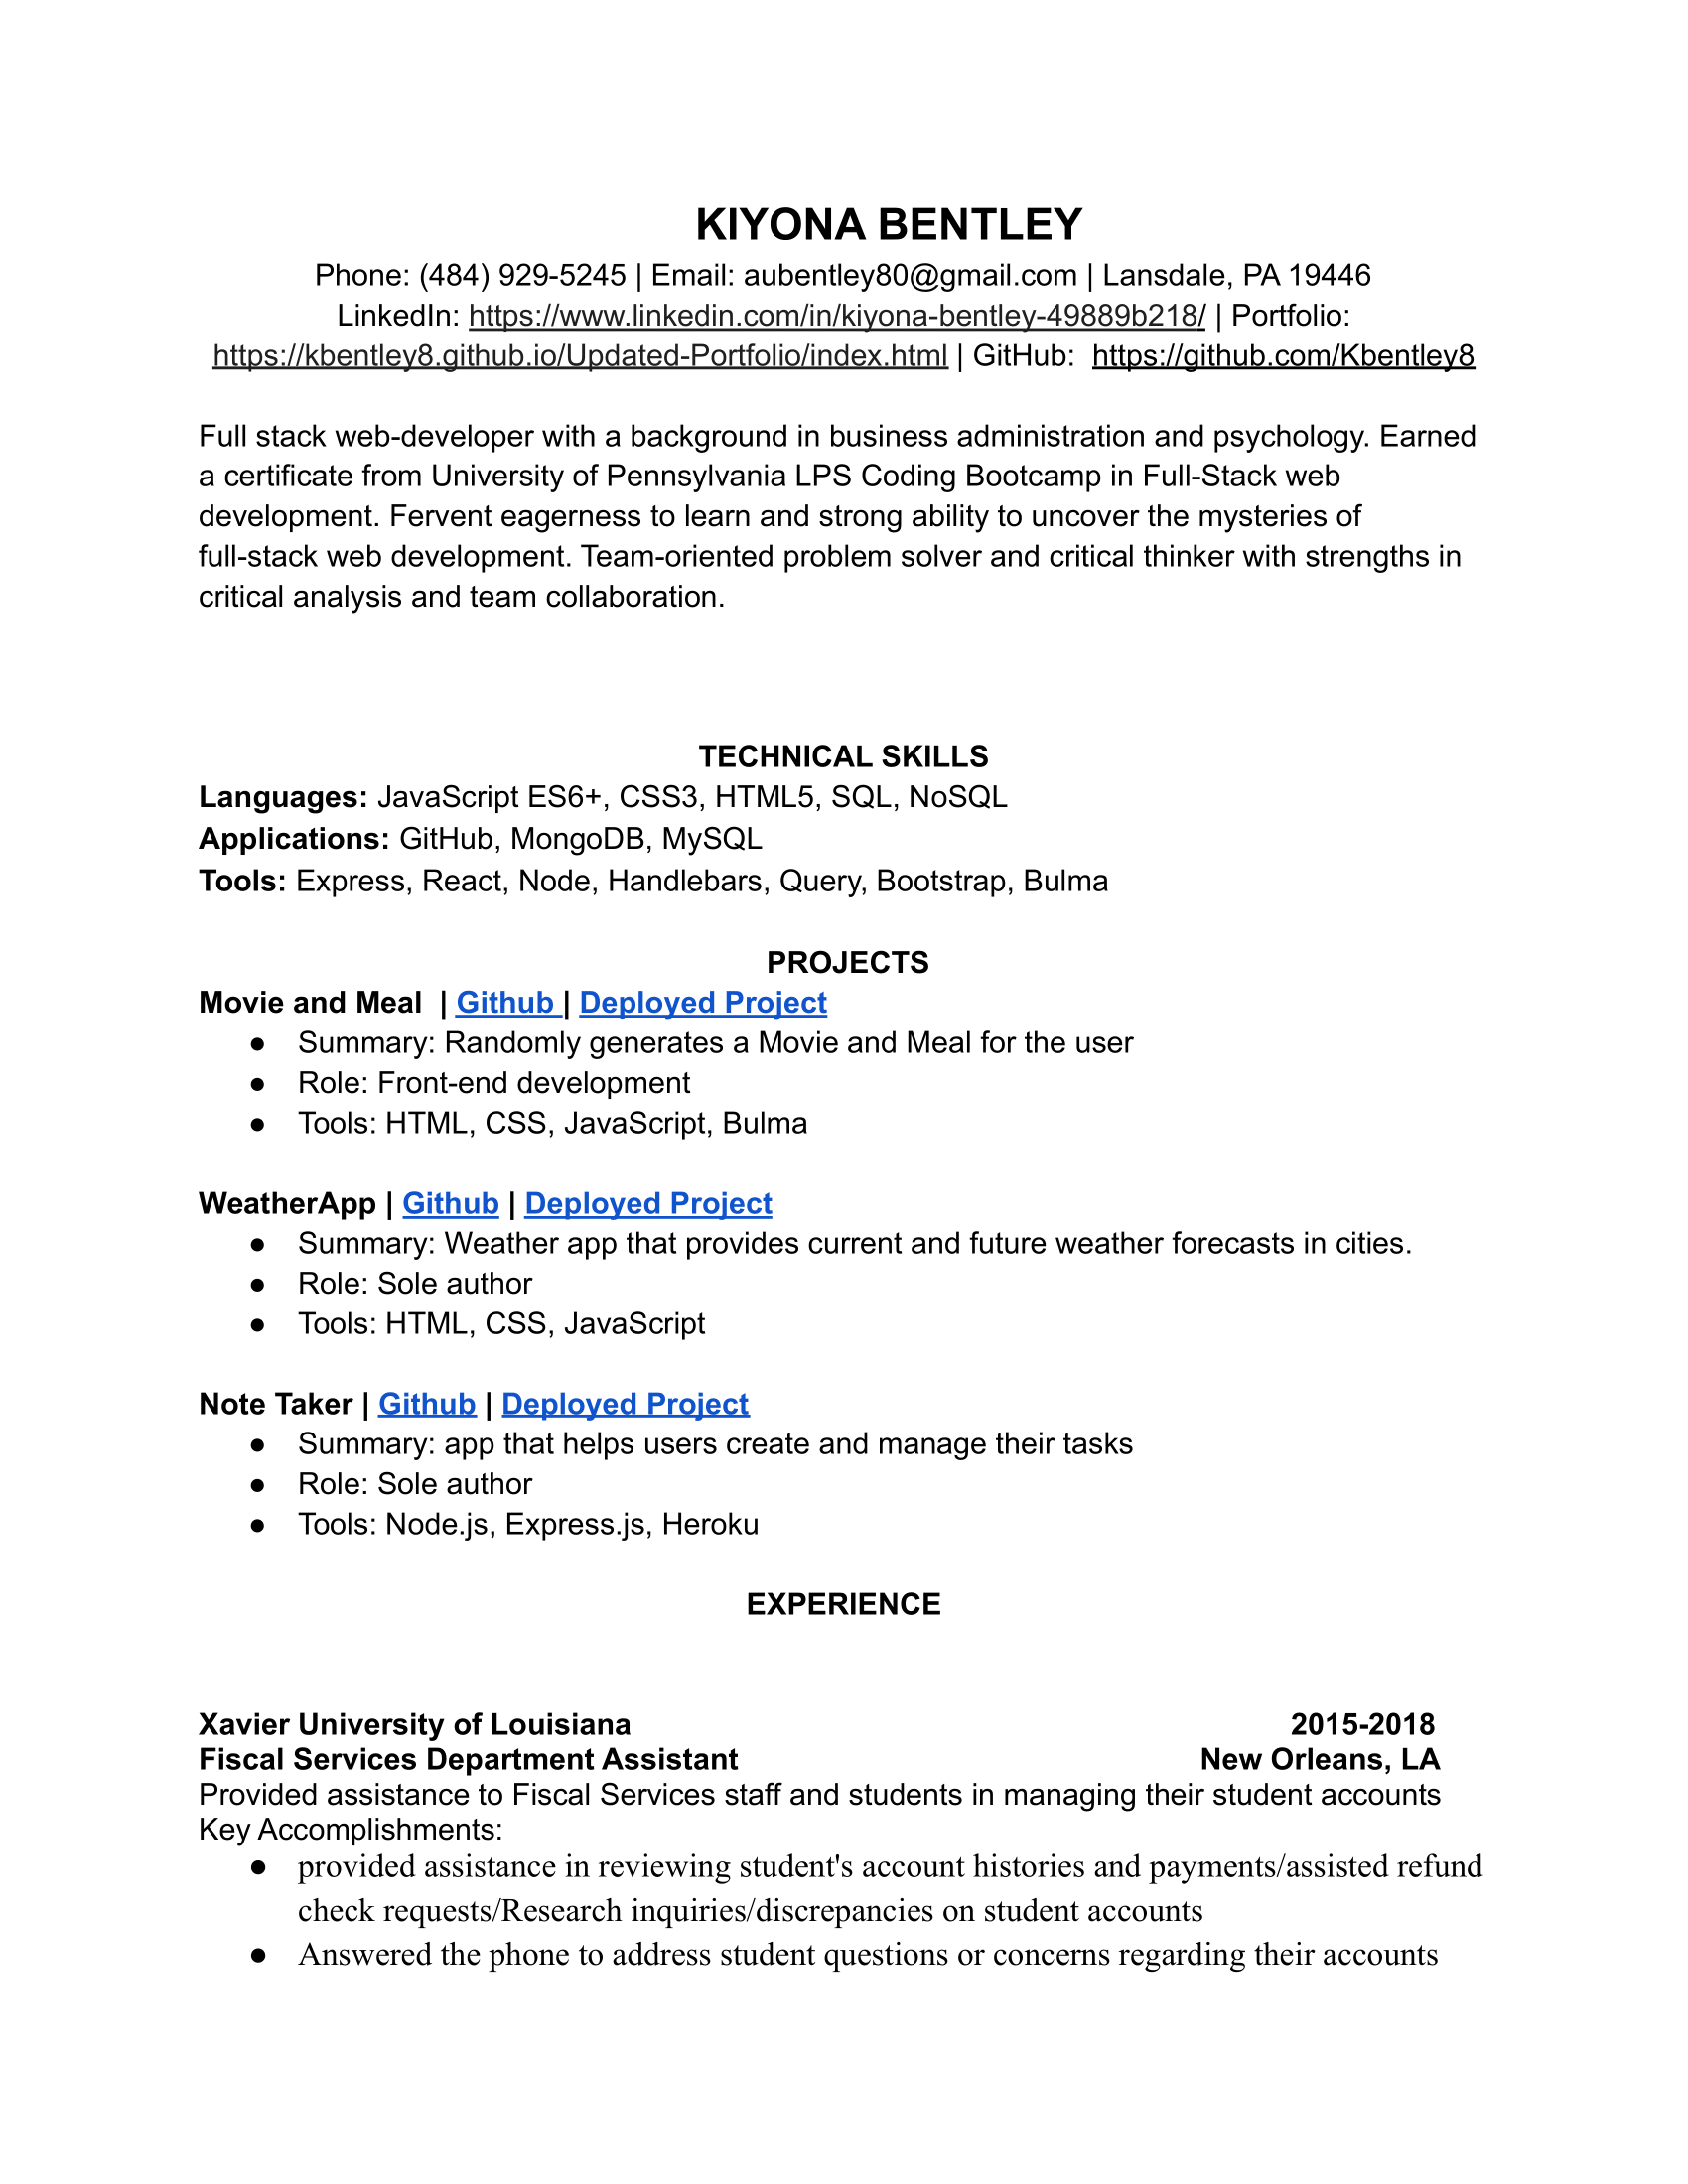 KIYONA BENTLEY
Phone: (484) 929-5245 | Email: aubentley80@gmail.com | Lansdale, PA 19446
LinkedIn: https://www.linkedin.com/in/kiyona-bentley-49889b218/ | Portfolio:
https://kbentley8.github.io/Updated-Portfolio/index.html | GitHub: https://github.com/Kbentley8
Full stack web-developer with a background in business administration and psychology. Earned
a certificate from University of Pennsylvania LPS Coding Bootcamp in Full-Stack web
development. Fervent eagerness to learn and strong ability to uncover the mysteries of
full-stack web development. Team-oriented problem solver and critical thinker with strengths in
critical analysis and team collaboration.
TECHNICAL SKILLS
Languages: JavaScript ES6+, CSS3, HTML5, SQL, NoSQL
Applications: GitHub, MongoDB, MySQL
Tools: Express, React, Node, Handlebars, Query, Bootstrap, Bulma
PROJECTS
Movie and Meal | Github | Deployed Project
● Summary: Randomly generates a Movie and Meal for the user
● Role: Front-end development
● Tools: HTML, CSS, JavaScript, Bulma
WeatherApp | Github | Deployed Project
● Summary: Weather app that provides current and future weather forecasts in cities.
● Role: Sole author
● Tools: HTML, CSS, JavaScript
Note Taker | Github | Deployed Project
● Summary: app that helps users create and manage their tasks
● Role: Sole author
● Tools: Node.js, Express.js, Heroku
EXPERIENCE
Xavier University of Louisiana 2015-2018
Fiscal Services Department Assistant New Orleans, LA
Provided assistance to Fiscal Services staff and students in managing their student accounts
Key Accomplishments:
● provided assistance in reviewing student's account histories and payments/assisted refund
check requests/Research inquiries/discrepancies on student accounts
● Answered the phone to address student questions or concerns regarding their accounts